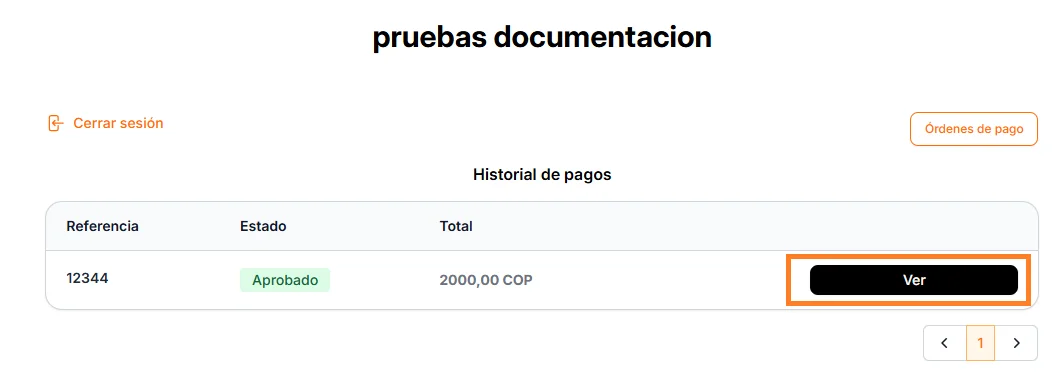 pruebas documentacion
Cerrar sesión
Órdenes de pago
Historial de pagos
Referencia Estado Total
12344 Aprobado 2000,00 COP Ver
1